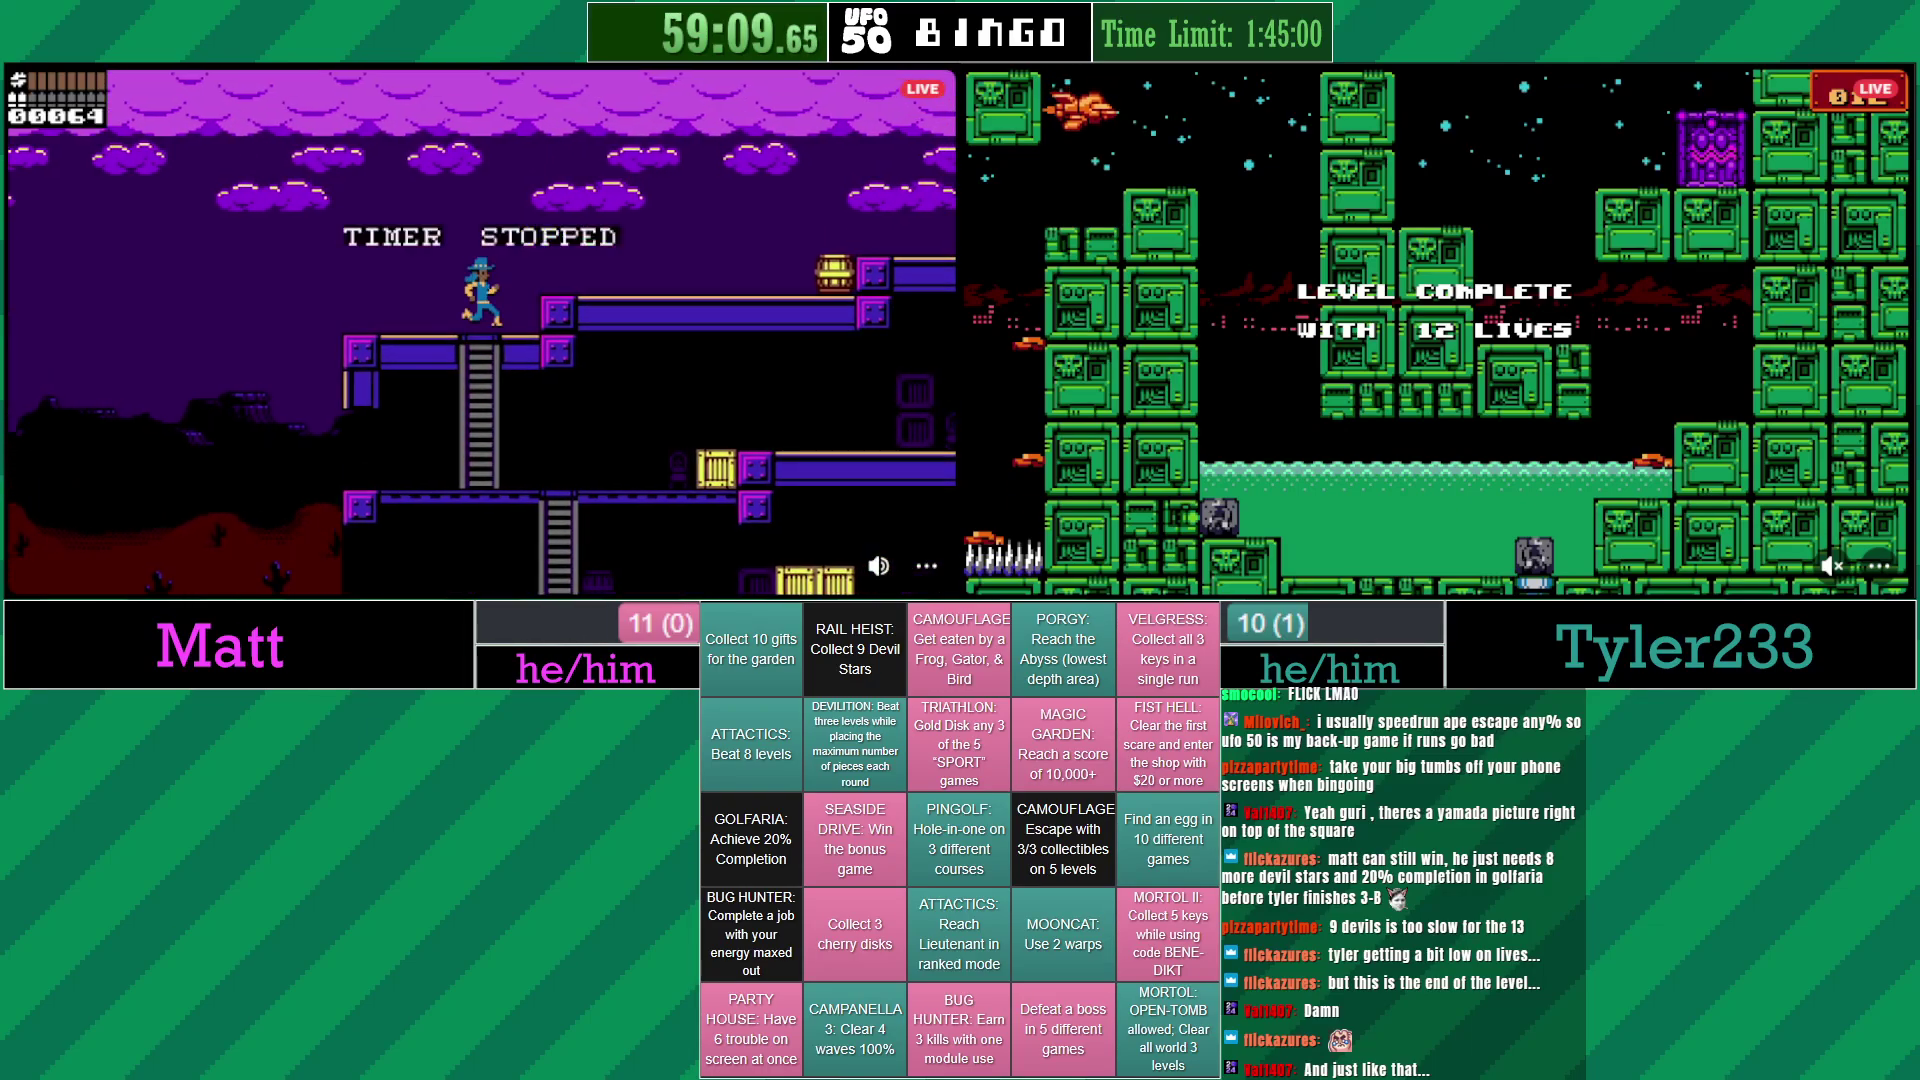 59:09.65
UFO 50
BINGO
Time Limit: 1:45:00
00064
LIVE
LIVE
TIMER STOPPED
LEVEL COMPLETE
WITH 12 LIVES
Matt
11 (0)
he/him
10 (1)
he/him
Tyler233
Collect 10 gifts
for the garden
RAIL HEIST:
Collect 9 Devil
Stars
CAMOUFLAGE
Get eaten by a
Frog, Gator, &
Bird
PORGY:
Reach the
Abyss (lowest
depth area)
VELGRESS:
Collect all 3
keys in a
single run
ATTACTICS:
Beat 8 levels
DEVILITION: Beat
three levels while
placing the
maximum number
of pieces each
round
TRIATHLON:
Gold Disk any 3
of the 5
"SPORT"
games
MAGIC
GARDEN:
Reach a score
of 10,000+
FIST HELL:
Clear the first
scare and enter
the shop with
$20 or more
GOLFARIA:
Achieve 20%
Completion
SEASIDE
DRIVE: Win
the bonus
game
PINGOLF:
Hole-in-one on
3 different
courses
CAMOUFLAGE
Escape with
3/3 collectibles
on 5 levels
Find an egg in
10 different
games
BUG HUNTER:
Complete a job
with your
energy maxed
out
Collect 3
cherry disks
ATTACTICS:
Reach
Lieutenant in
ranked mode
MOONCAT:
Use 2 warps
MORTOL II:
Collect 5 keys
while using
code BENE-
DIKT
PARTY
HOUSE: Have
6 trouble on
screen at once
CAMPANELLA
3: Clear 4
waves 100%
BUG
HUNTER: Earn
3 kills with one
module use
Defeat a boss
in 5 different
games
MORTOL:
OPEN-TOMB
allowed; Clear
all world 3
levels
smocool: FLICK LMAO
Milovich_: i usually speedrun ape escape any% so
ufo 50 is my back-up game if runs go bad
pizzapartytime: take your big tumbs off your phone
screens when bingoing
Val1407: Yeah guri , theres a yamada picture right
on top of the square
flickazures: matt can still win, he just needs 8
more devil stars and 20% completion in golfaria
before tyler finishes 3-B
pizzapartytime: 9 devils is too slow for the 13
flickazures: tyler getting a bit low on lives...
flickazures: but this is the end of the level...
Val1407: Damn
flickazures:
Val1407: And just like that...